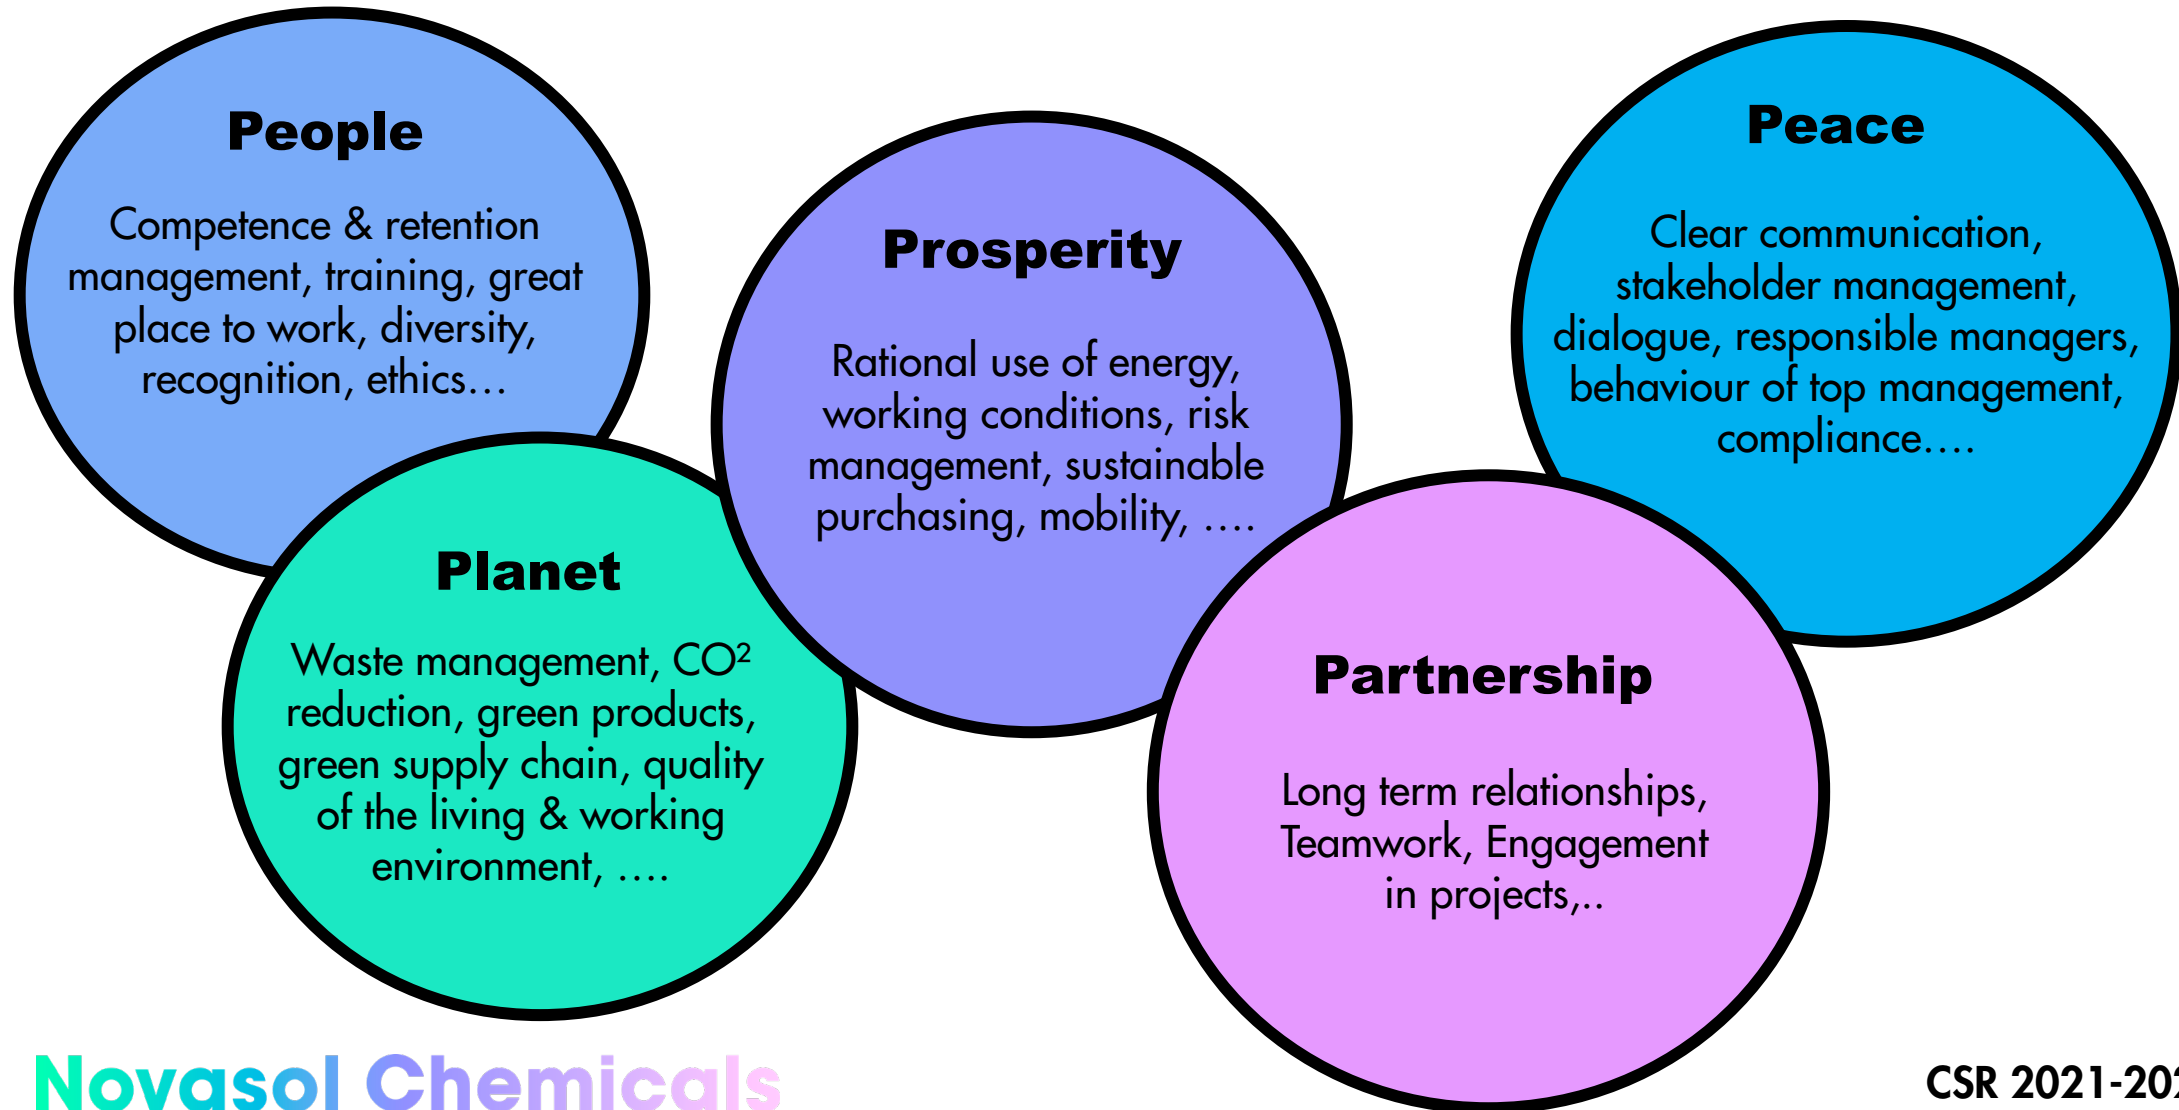 People
Competence & retention
management, training, great
place to work, diversity,
recognition, ethics...
Planet
Waste management, CO²
reduction, green products,
green supply chain, quality
of the living & working
environment, ....
Prosperity
Rational use of energy,
working conditions, risk
management, sustainable
purchasing, mobility, ....
Partnership
Long term relationships,
Teamwork, Engagement
in projects,..
Peace
Clear communication,
stakeholder management,
dialogue, responsible managers,
behaviour of top management,
compliance....
Novasol Chemicals
CSR